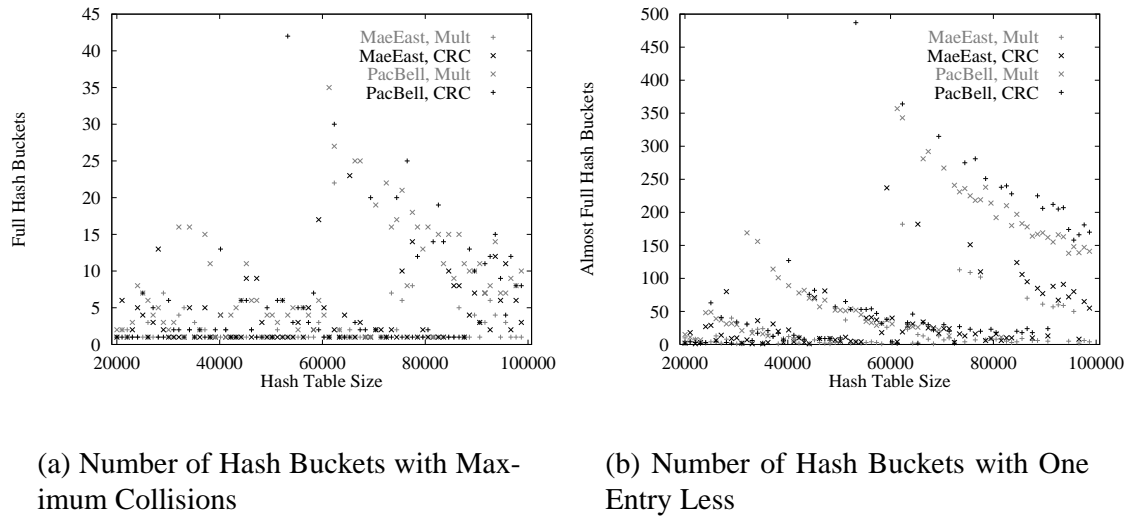 45
40
35
30
25
20
15
10
5
0
Full Hash Buckets
20000 40000 60000 80000 100000
Hash Table Size
MaeEast, Mult
MaeEast, CRC
PacBell, Mult
PacBell, CRC
500
450
400
350
300
250
200
150
100
50
0
Almost Full Hash Buckets
20000 40000 60000 80000 100000
Hash Table Size
MaeEast, Mult
MaeEast, CRC
PacBell, Mult
PacBell, CRC
(a) Number of Hash Buckets with Max-
imum Collisions
(b) Number of Hash Buckets with One
Entry Less